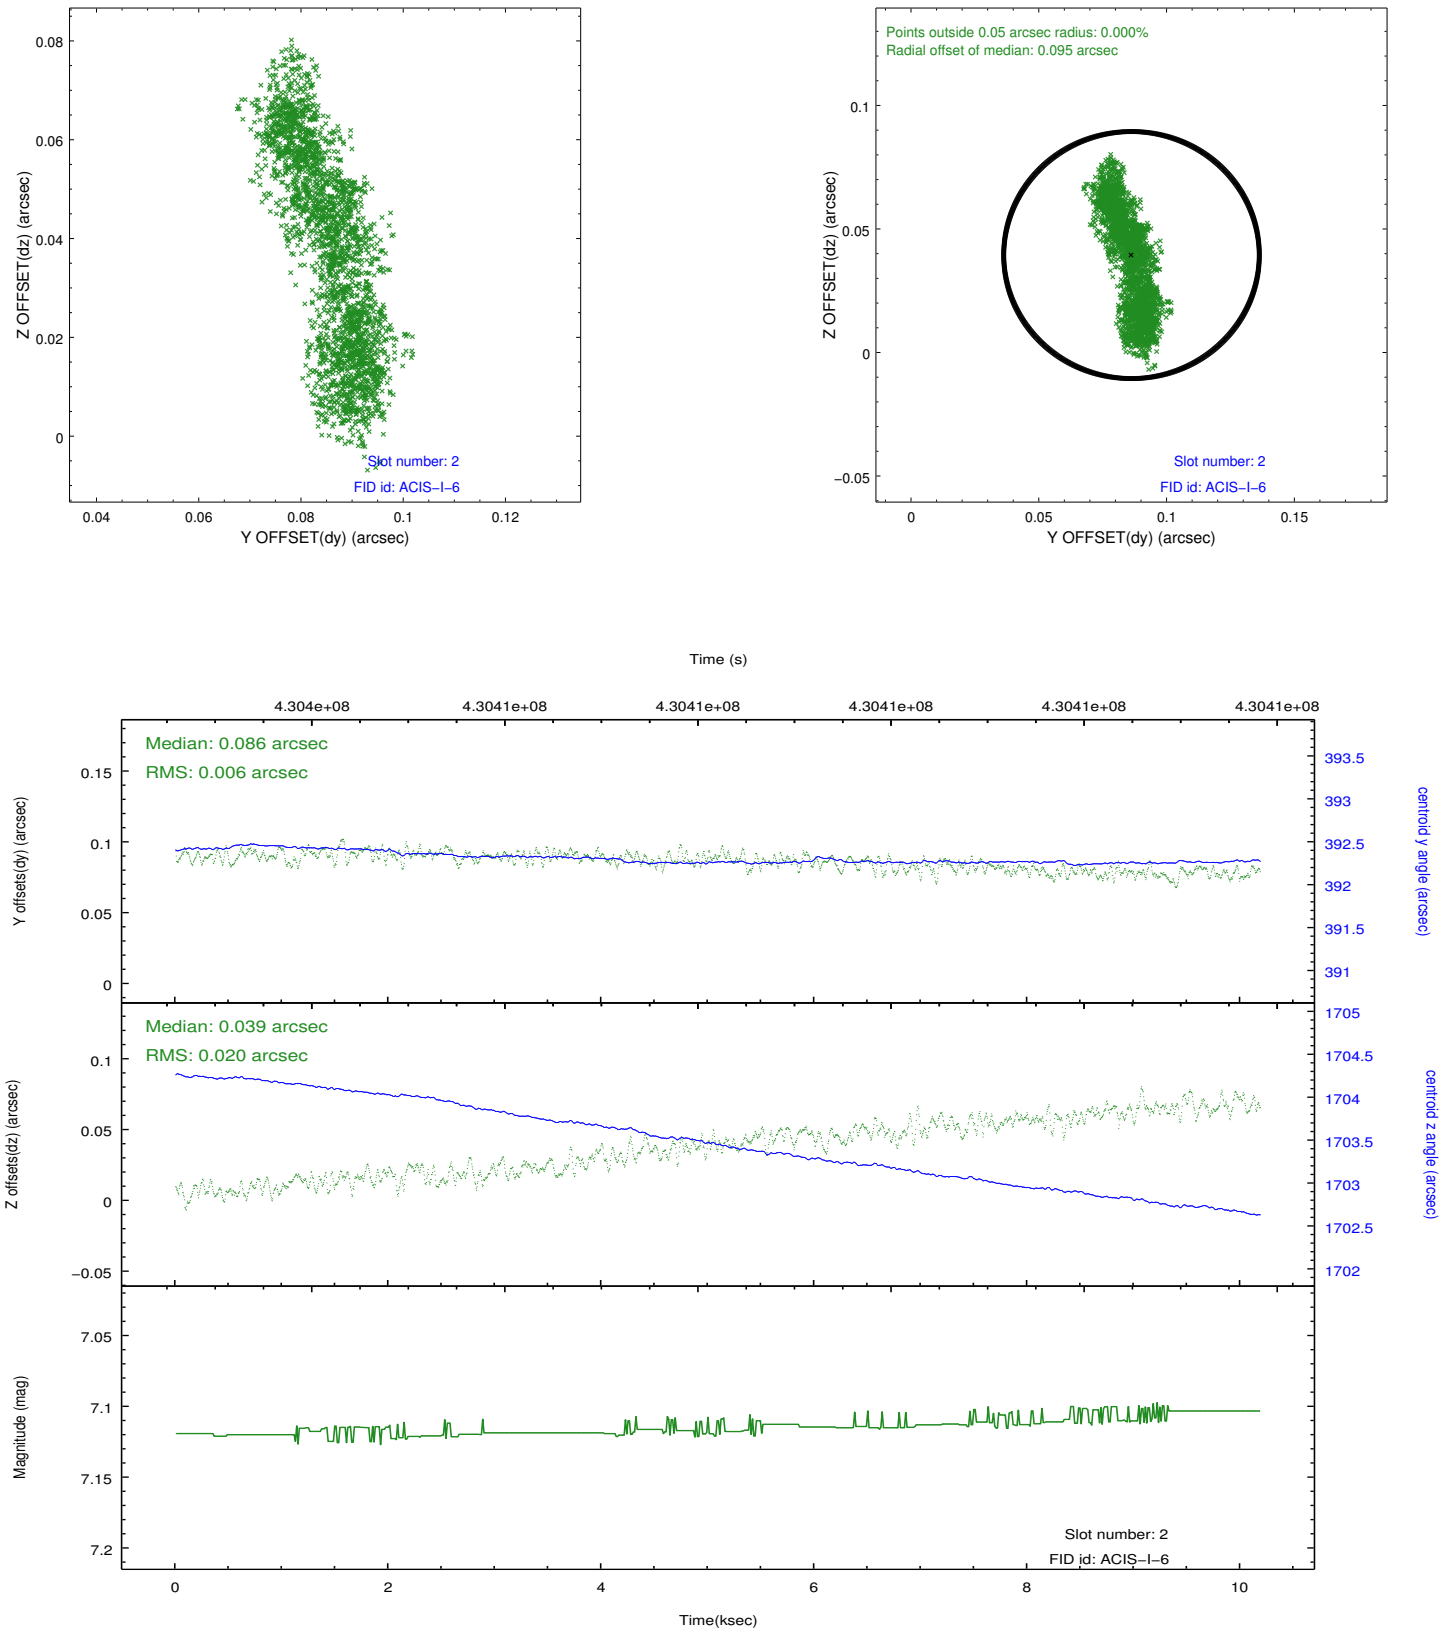 0.08
0.06
0.04
0.02
0
Z OFFSET(dz) (arcsec)
Slot number: 2
FID id: ACIS−I−6
0.04
0.06
0.08
0.1
0.12
Y OFFSET(dy) (arcsec)
Points outside 0.05 arcsec radius: 0.000%
Radial offset of median: 0.095 arcsec
0.1
0.05
0
−0.05
Z OFFSET(dz) (arcsec)
Slot number: 2
FID id: ACIS−I−6
0
0.05
0.1
0.15
Y OFFSET(dy) (arcsec)
Time (s)
4.304e+08
4.3041e+08
4.3041e+08
4.3041e+08
4.3041e+08
4.3041e+08
Median: 0.086 arcsec
RMS: 0.006 arcsec
0.15
0.1
0.05
0
Y offsets(dy) (arcsec)
393.5
393
392.5
392
391.5
391
centroid y angle (arcsec)
Median: 0.039 arcsec
RMS: 0.020 arcsec
0.1
0.05
0
−0.05
Z offsets(dz) (arcsec)
1705
1704.5
1704
1703.5
1703
1702.5
1702
centroid z angle (arcsec)
7.05
7.1
7.15
7.2
Magnitude (mag)
Slot number: 2
FID id: ACIS−I−6
0
2
4
6
8
10
Time(ksec)